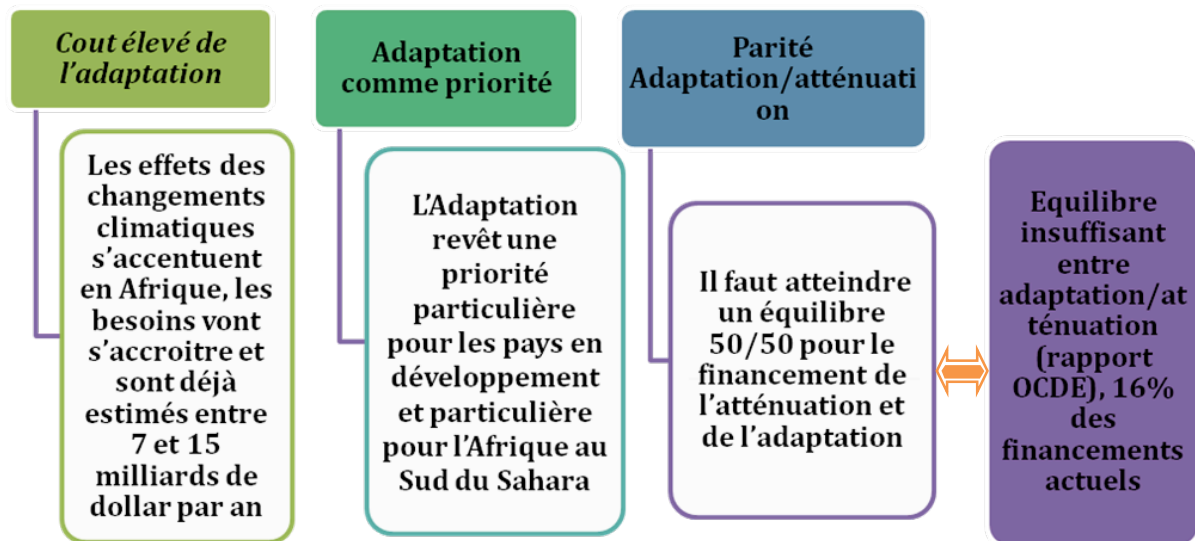 Cout élevé de
l’adaptation
Les effets des
changements
climatiques
s’accentuent
en Afrique, les
besoins vont
s’accroitre et
sont déjà
estimés entre
7 et 15
milliards de
dollar par an
Adaptation
comme priorité
L’Adaptation
revêt une
priorité
particulière
pour les pays en
développement
et particulière
pour l’Afrique au
Sud du Sahara
Parité
Adaptation/atténuati
on
Il faut atteindre
un équilibre
50/50 pour le
financement de
l’atténuation et
de l’adaptation
Equilibre
insuffisant
entre
adaptation/at
ténuation
(rapport
OCDE), 16%
des
financements
actuels